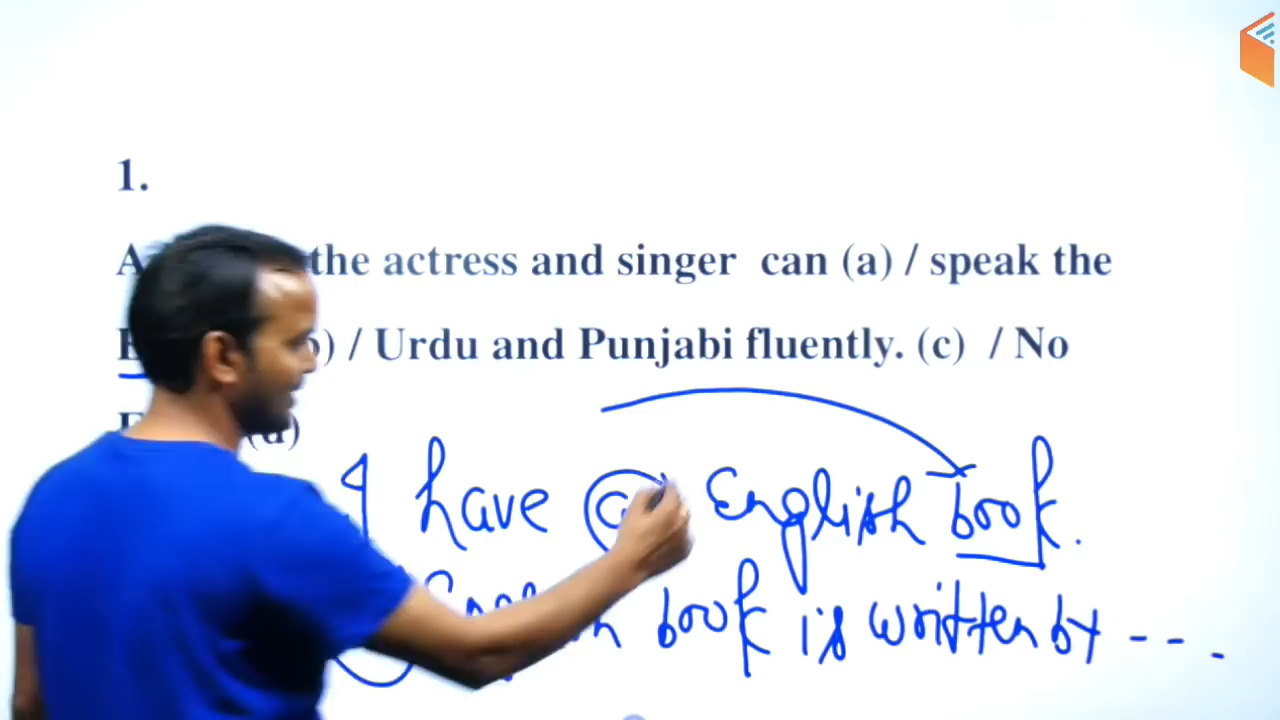 1.
the actress and singer can (a) / speak the
/ Urdu and Punjabi fluently. (c) / No
I have English book.
book is written by ---.